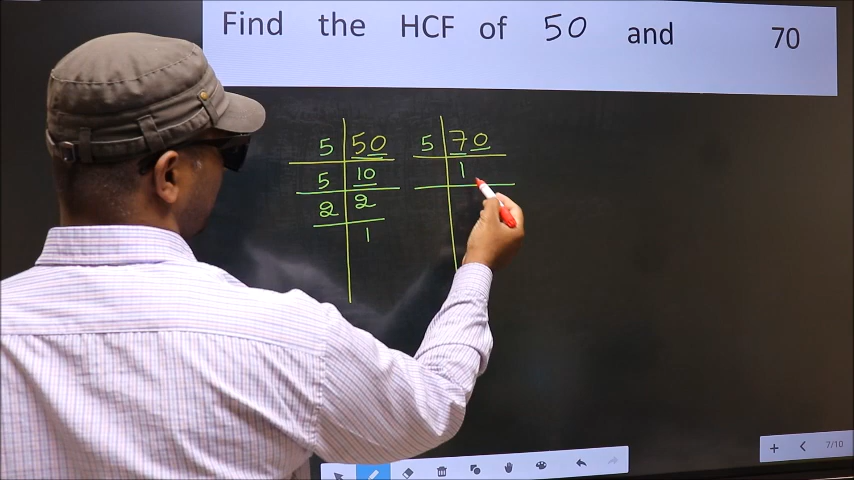 Find the HCF of 50 and 70
5 50 5 70
5 10 1
2 2
1
7/10